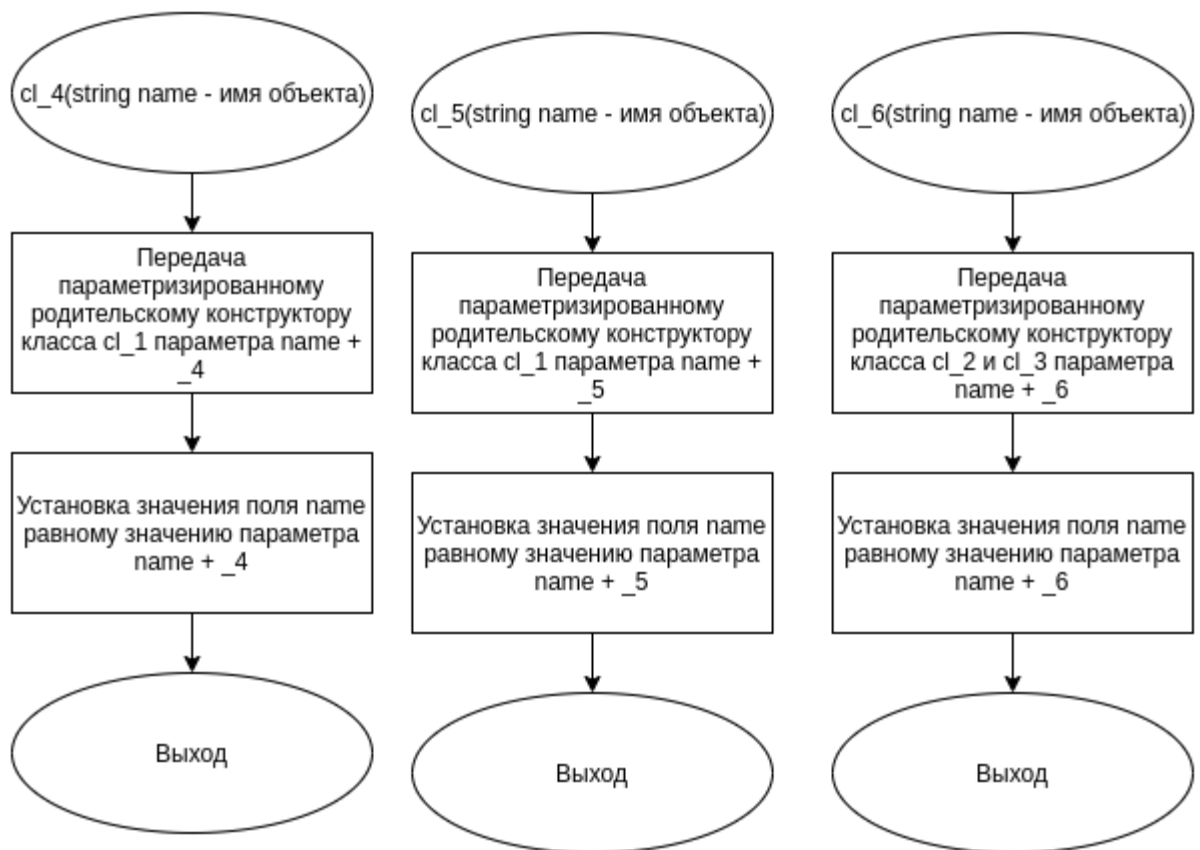 cl_4(string name - имя объекта)
Передача
параметризированному
родительскому конструктору
класса cl_1 параметра name +
_4
Установка значения поля name
равному значению параметра
name + _4
Выход
cl_5(string name - имя объекта)
Передача
параметризированному
родительскому конструктору
класса cl_1 параметра name +
_5
Установка значения поля name
равному значению параметра
name + _5
Выход
cl_6(string name - имя объекта)
Передача
параметризированному
родительскому конструктору
класса cl_2 и cl_3 параметра
name + _6
Установка значения поля name
равному значению параметра
name + _6
Выход